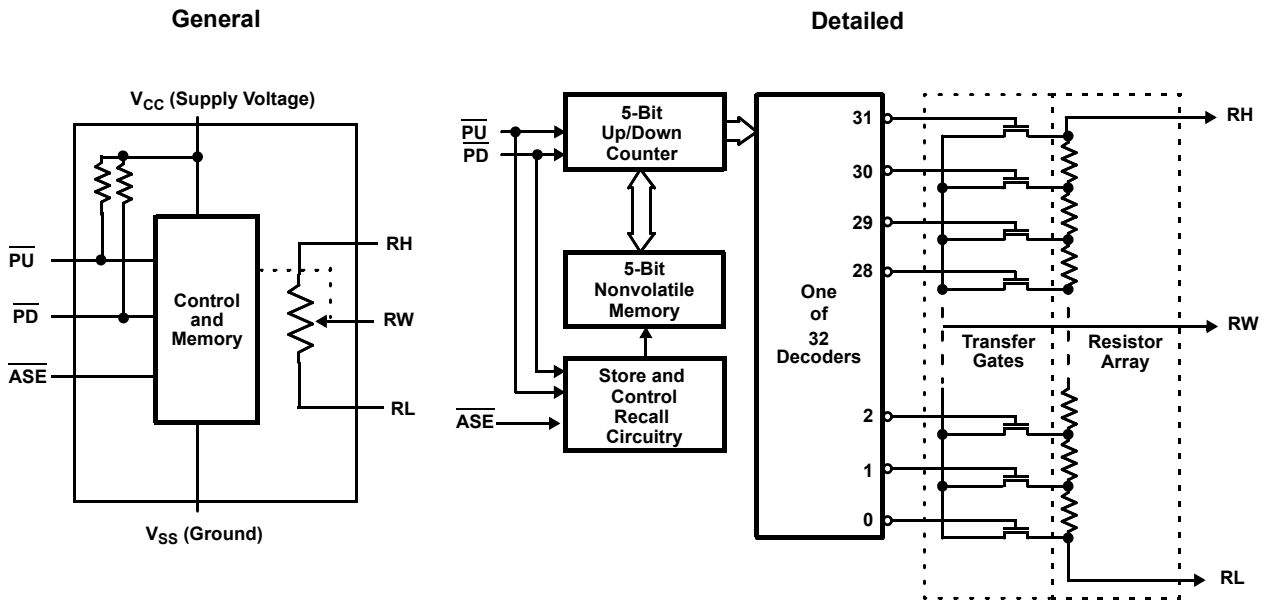 General
V_CC (Supply Voltage)
PU
PD
ASE
Control
and
Memory
RH
RW
RL
V_SS (Ground)
Detailed
PU
PD
ASE
5-Bit
Up/Down
Counter
5-Bit
Nonvolatile
Memory
Store and
Control
Recall
Circuitry
One
of
32
Decoders
31
30
29
28
2
1
0
Transfer
Gates
Resistor
Array
RH
RW
RL